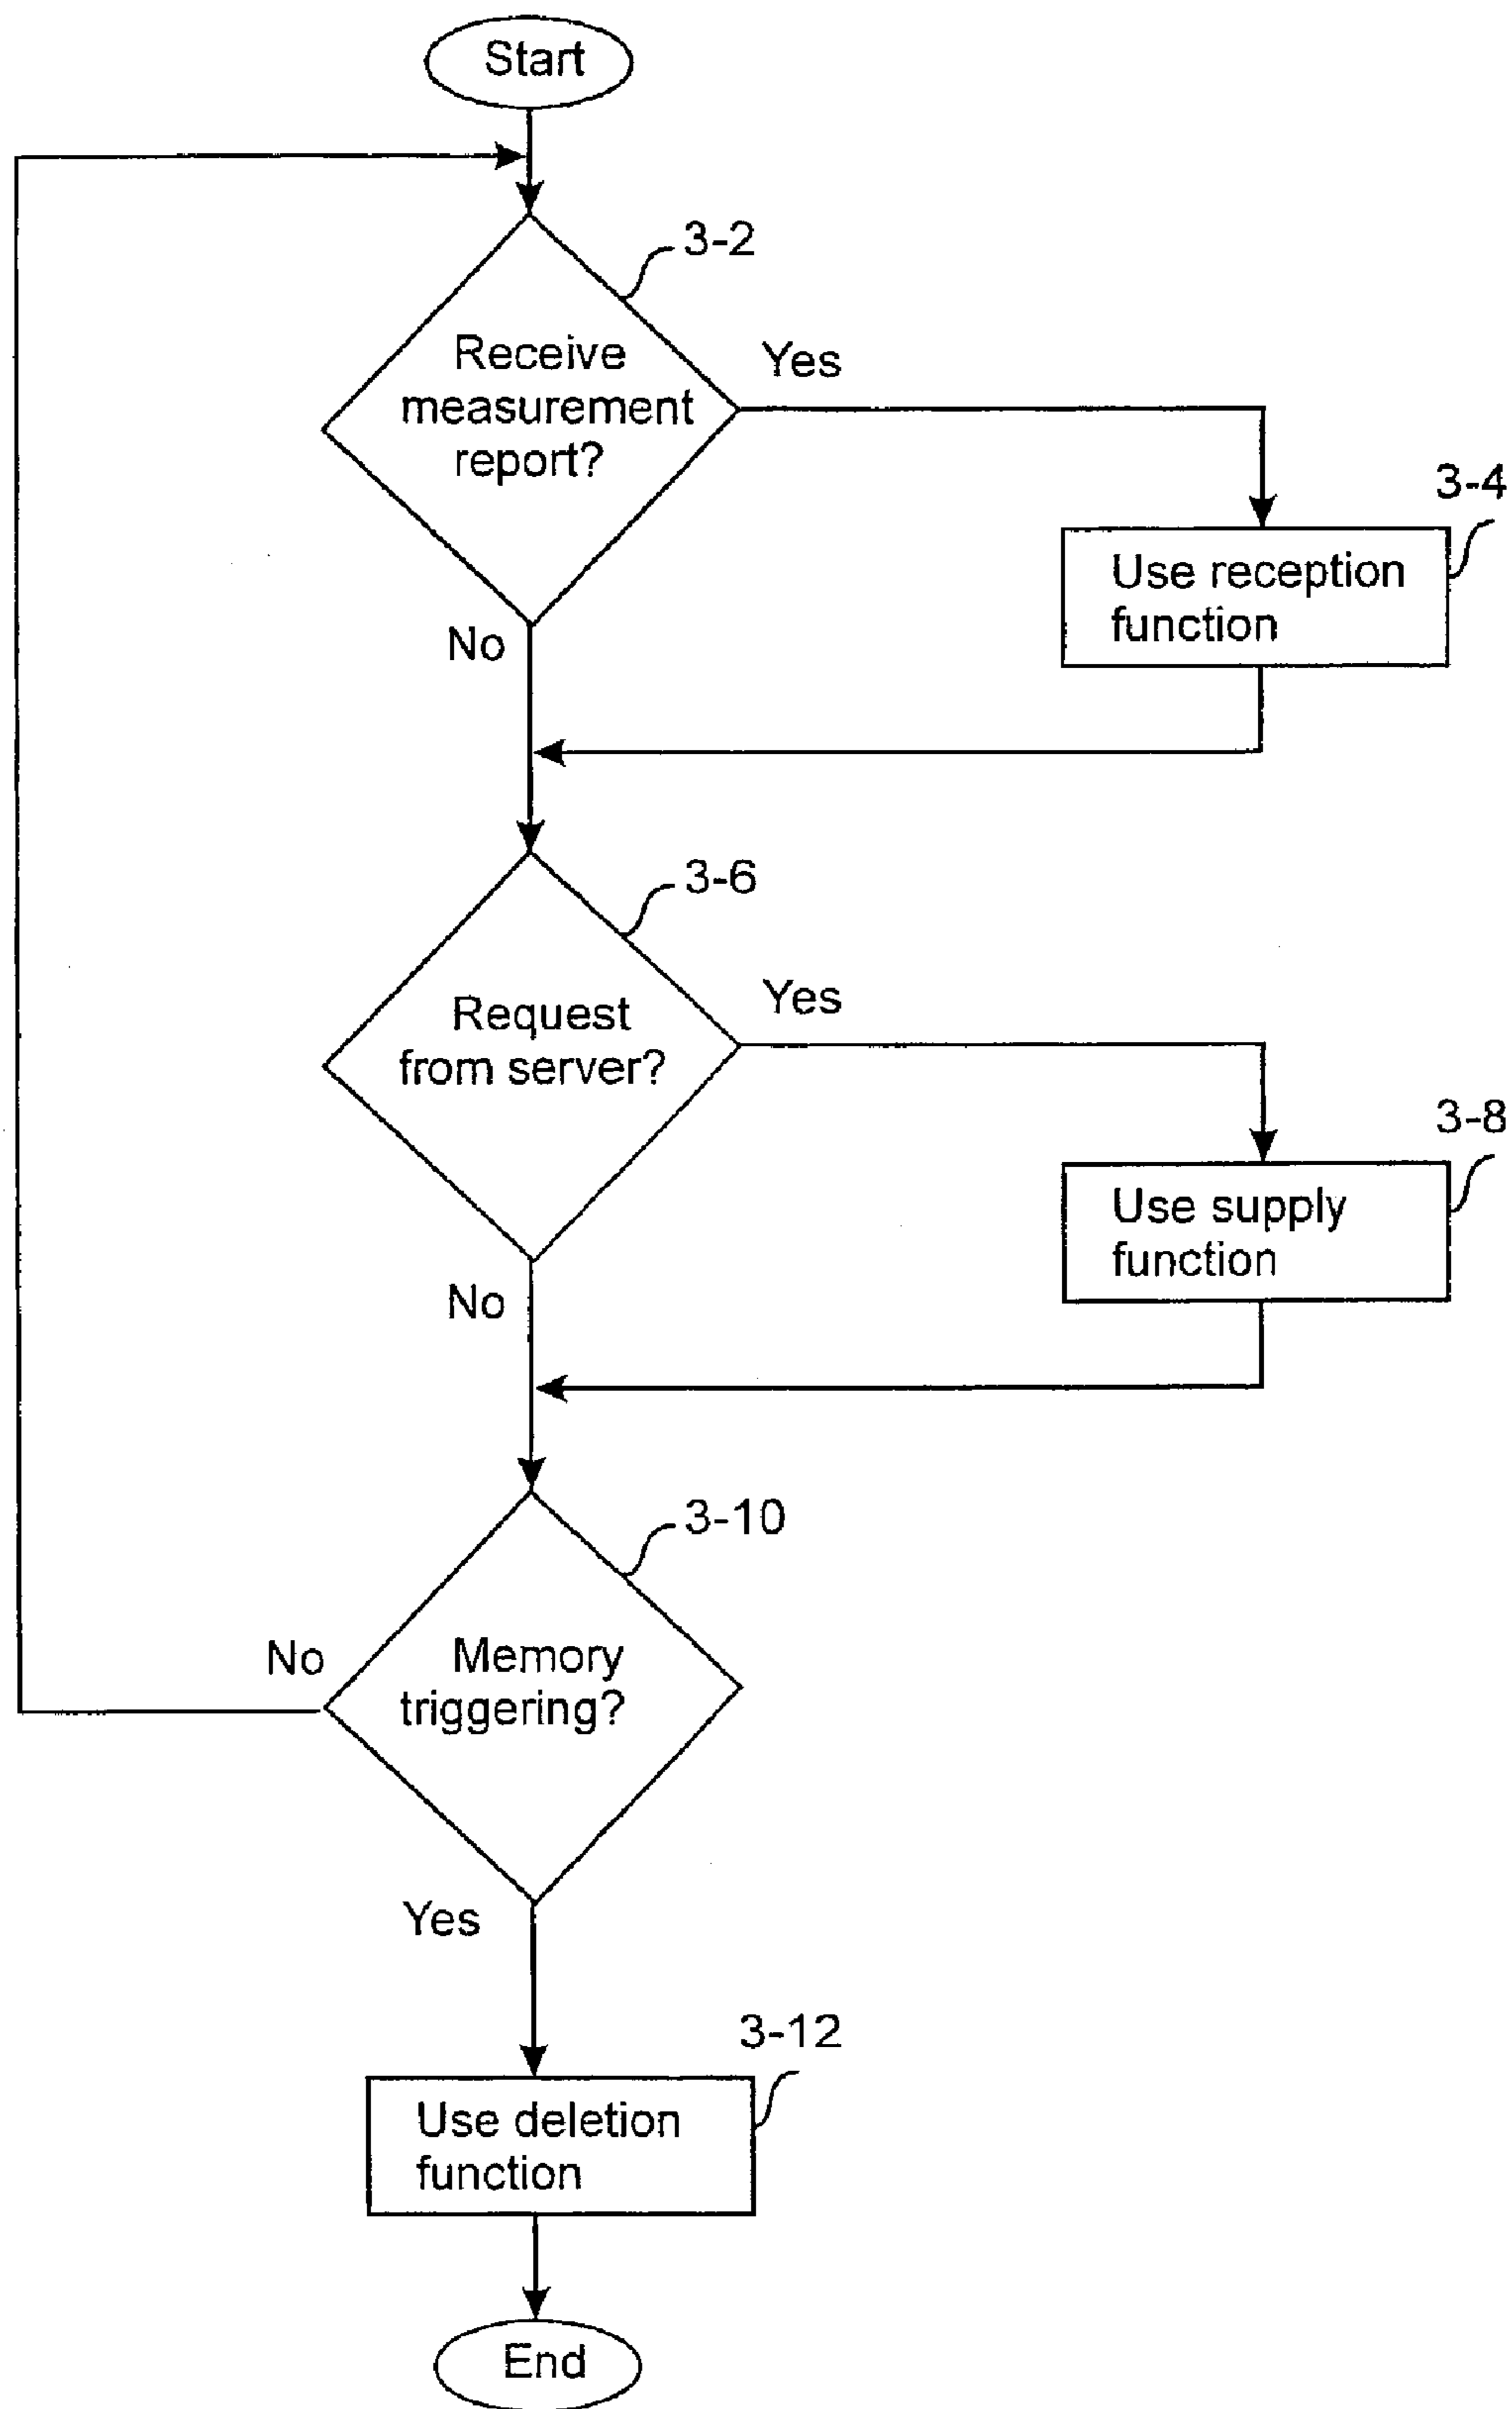 Start
3-2
Receive
measurement
report?
Yes
No
3-4
Use reception
function
3-6
Request
from server?
Yes
No
3-8
Use supply
function
3-10
Memory
triggering?
No
Yes
3-12
Use deletion
function
End